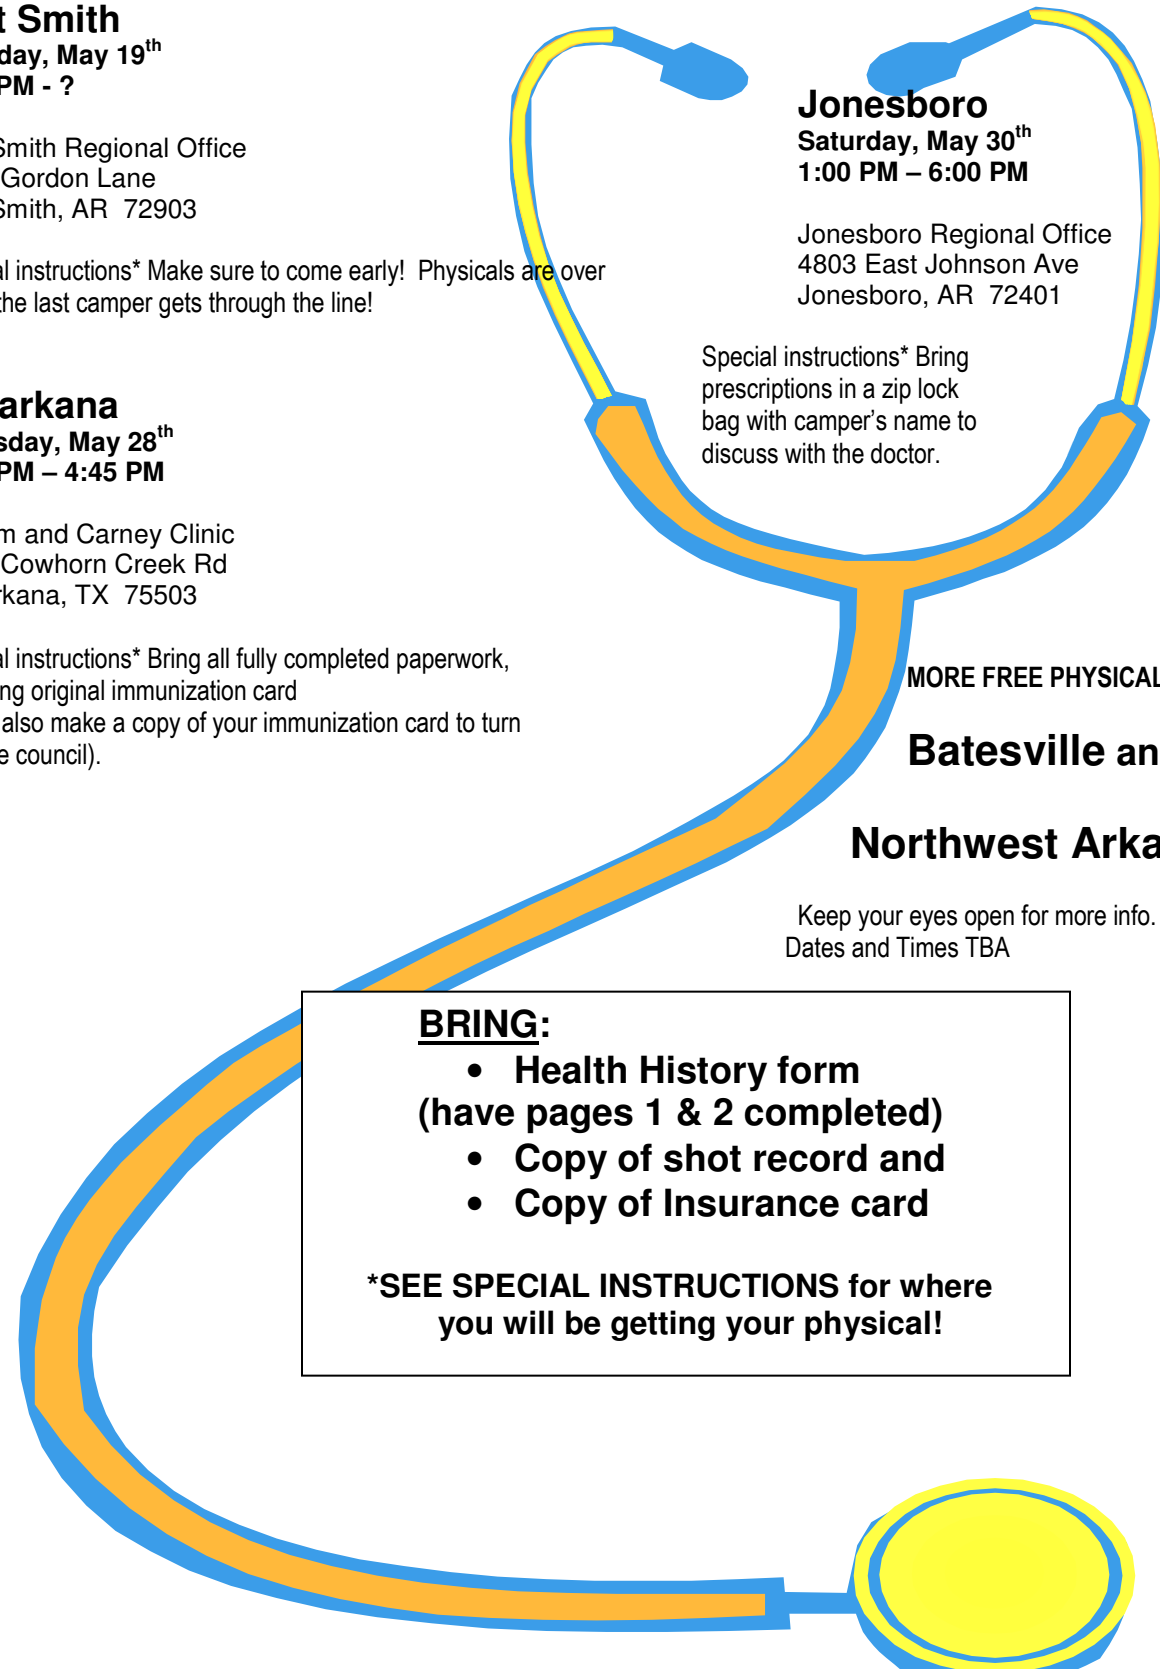 t Smith
day, May 19th
PM - ?
Smith Regional Office
Gordon Lane
Smith, AR 72903
al instructions* Make sure to come early! Physicals are over
the last camper gets through the line!
arkana
sday, May 28th
PM – 4:45 PM
m and Carney Clinic
Cowhorn Creek Rd
rkana, TX 75503
al instructions* Bring all fully completed paperwork,
ng original immunization card
also make a copy of your immunization card to turn
e council).
Jonesboro
Saturday, May 30th
1:00 PM – 6:00 PM
Jonesboro Regional Office
4803 East Johnson Ave
Jonesboro, AR 72401
Special instructions* Bring
prescriptions in a zip lock
bag with camper's name to
discuss with the doctor.
MORE FREE PHYSICAL
Batesville an
Northwest Arka
Keep your eyes open for more info.
Dates and Times TBA
BRING:
• Health History form
(have pages 1 & 2 completed)
• Copy of shot record and
• Copy of Insurance card
*SEE SPECIAL INSTRUCTIONS for where
you will be getting your physical!